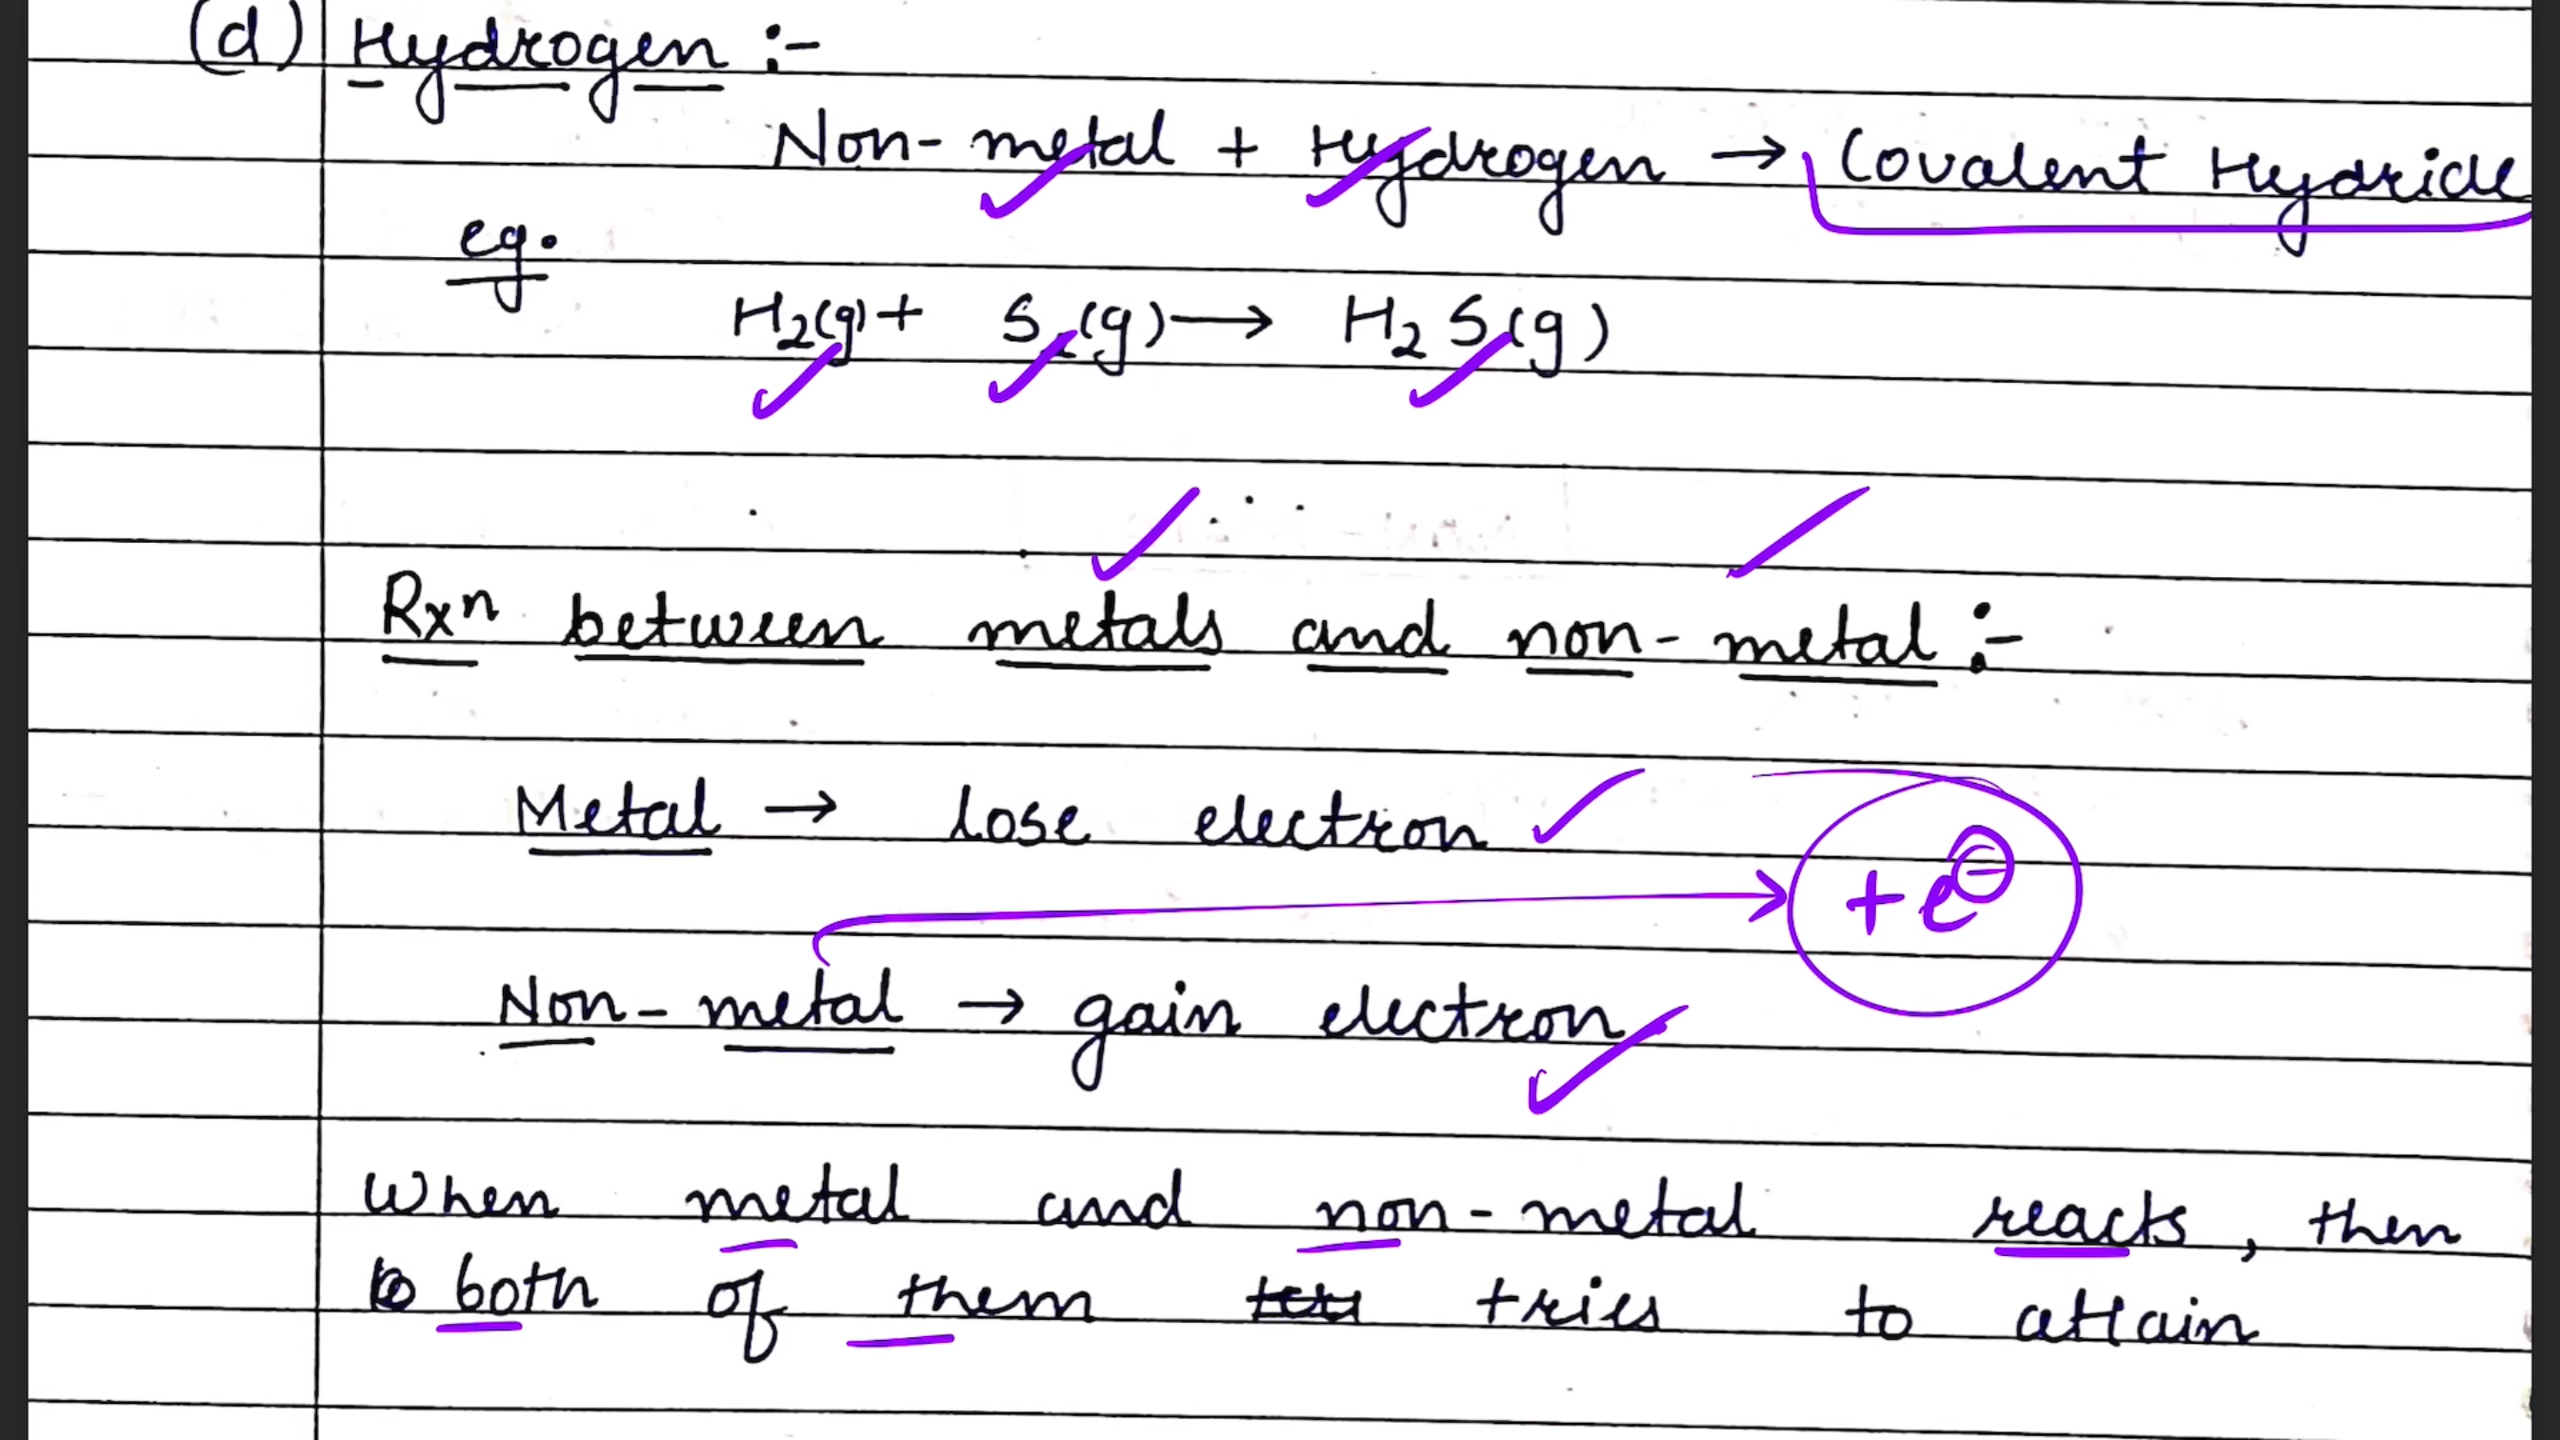 (d) Hydrogen :-
Non-metal + Hydrogen → Covalent Hydride
eg.
H₂(g) + S(g) → H₂S(g)
Rxⁿ between metals and non-metal :-
Metal → lose electron
+e⊖
Non-metal → gain electron
When metal and non-metal reacts, then
both of them tries to attain